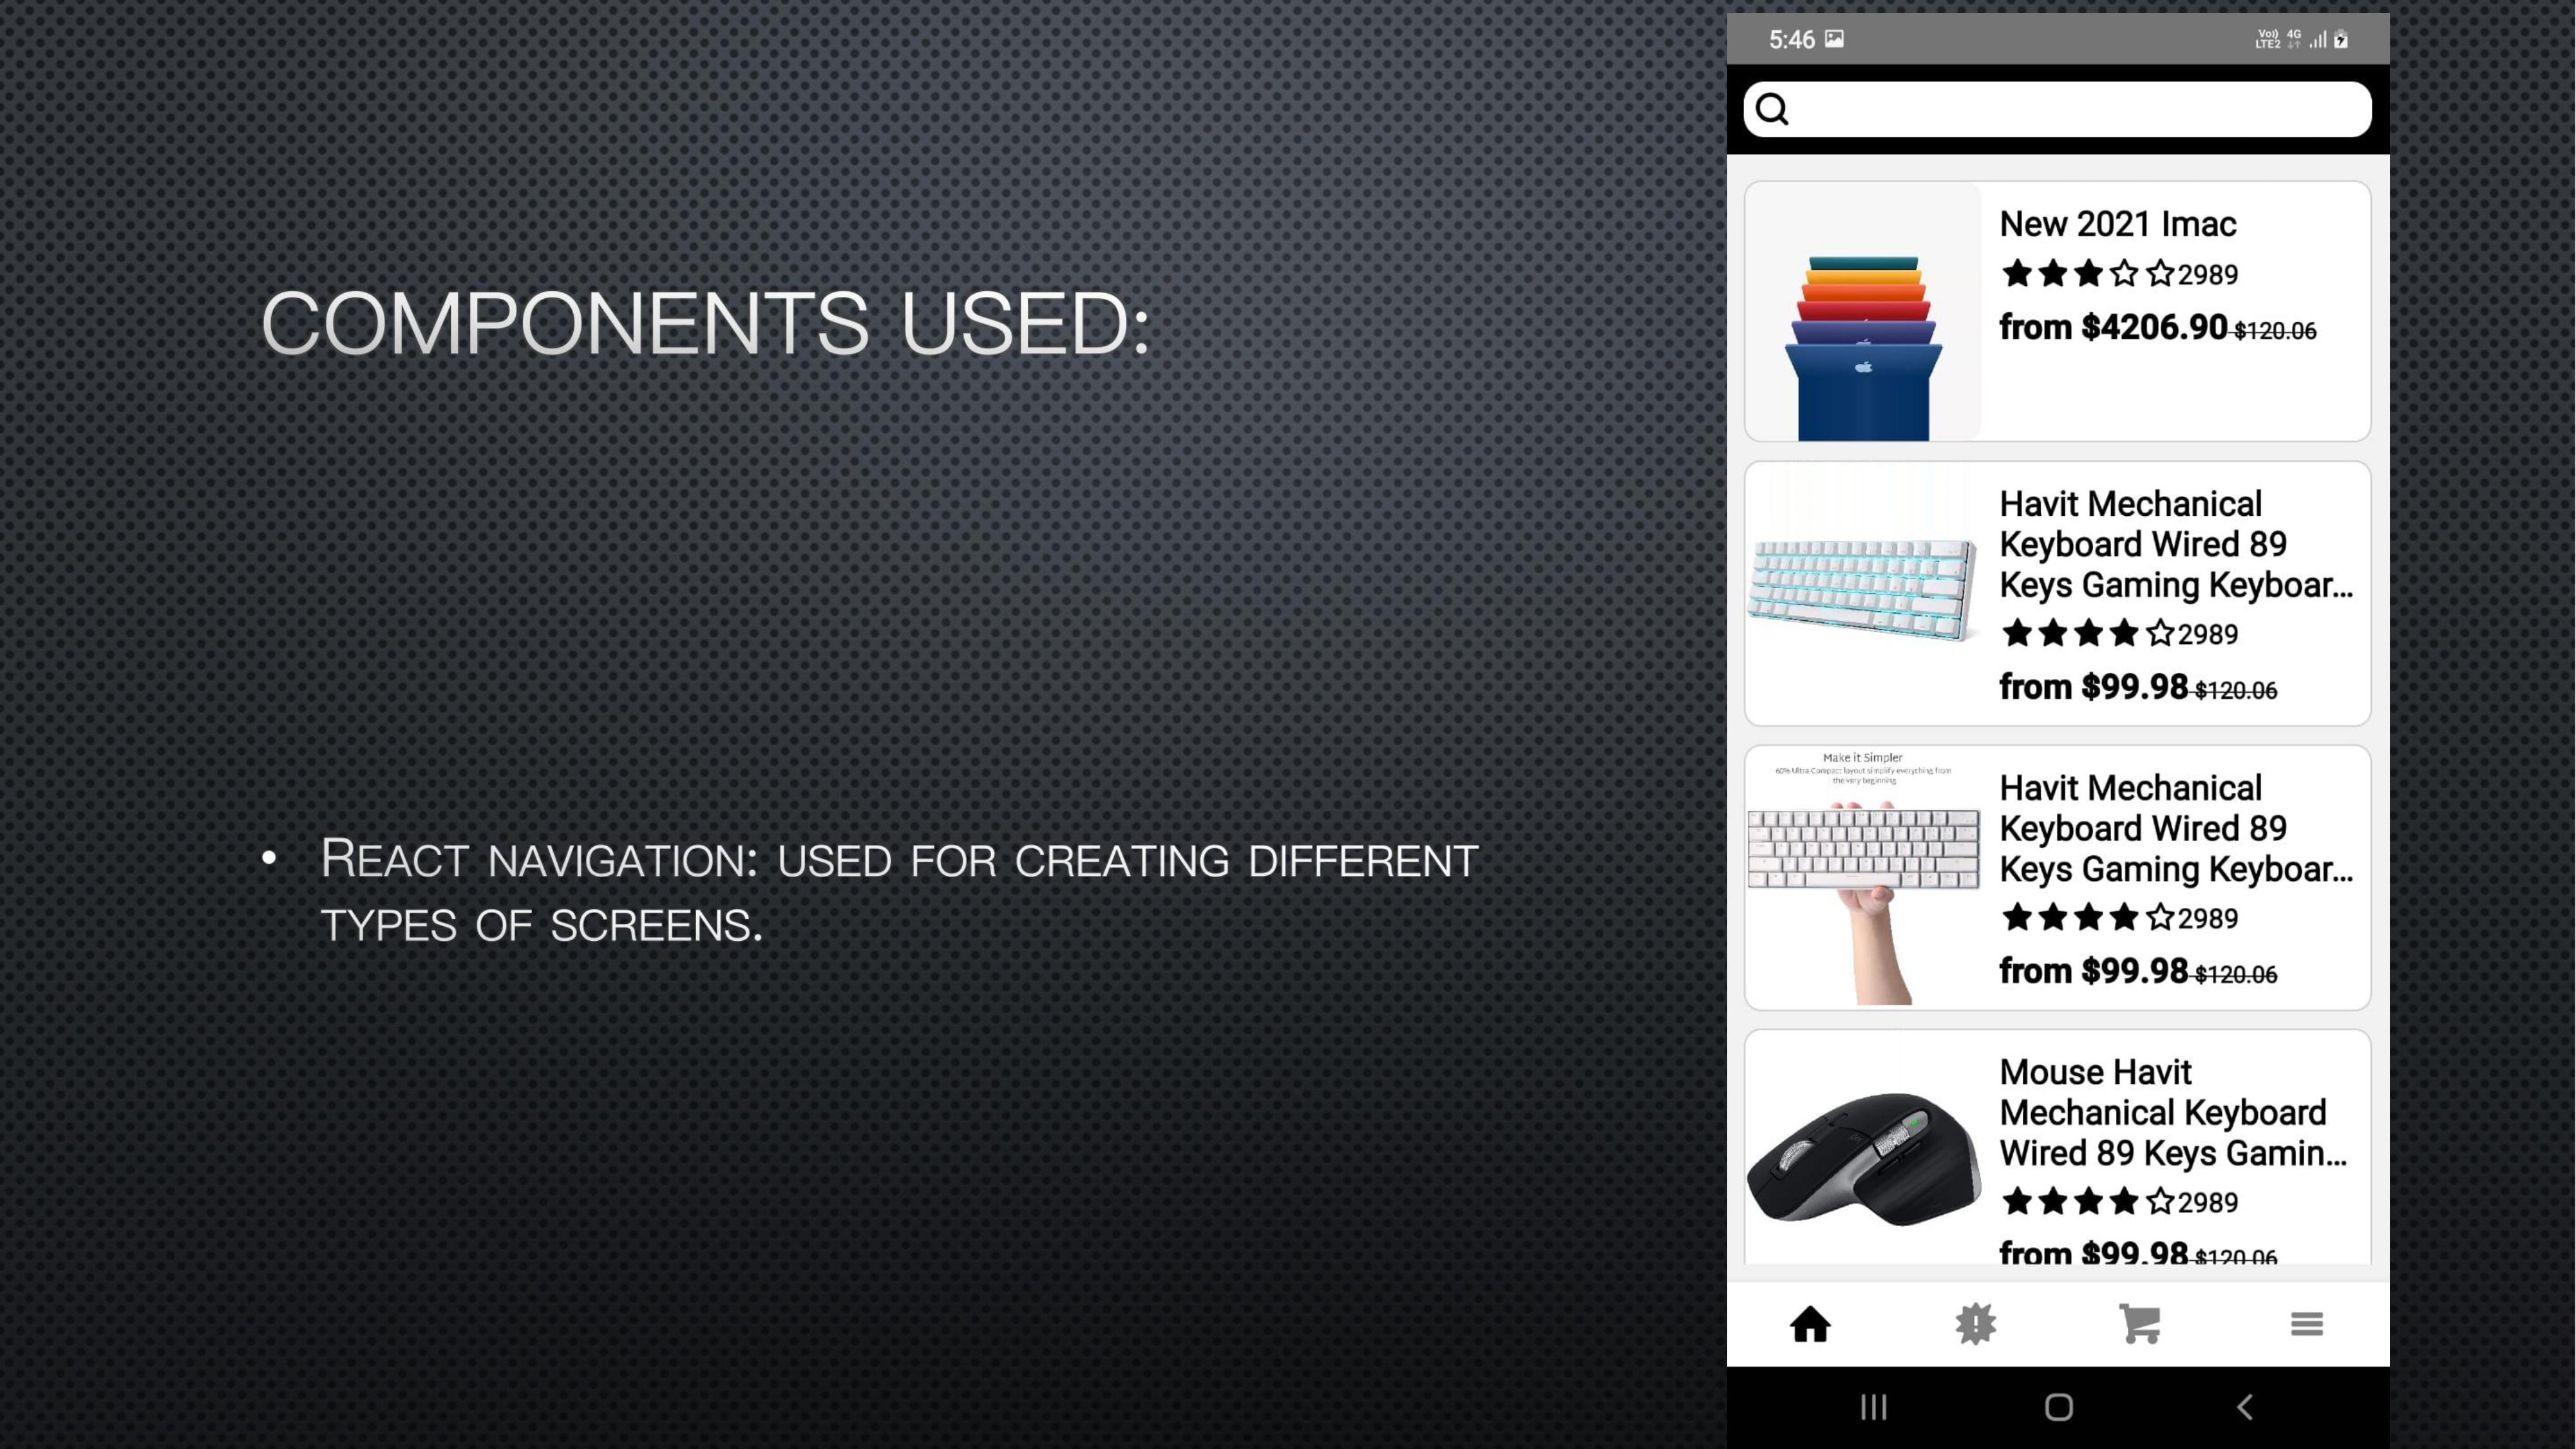 COMPONENTS USED:
• REACT NAVIGATION: USED FOR CREATING DIFFERENT
TYPES OF SCREENS.
5:46
Vo)) 4G
LTE2
New 2021 Imac
2989
from $4206.90 $120.06
Havit Mechanical
Keyboard Wired 89
Keys Gaming Keyboar...
2989
from $99.98 $120.06
Make it Simpler
60% Ultra-Compact layout simplify everything from
the very beginning
Havit Mechanical
Keyboard Wired 89
Keys Gaming Keyboar...
2989
from $99.98 $120.06
Mouse Havit
Mechanical Keyboard
Wired 89 Keys Gamin...
2989
from $99.98 $120.06